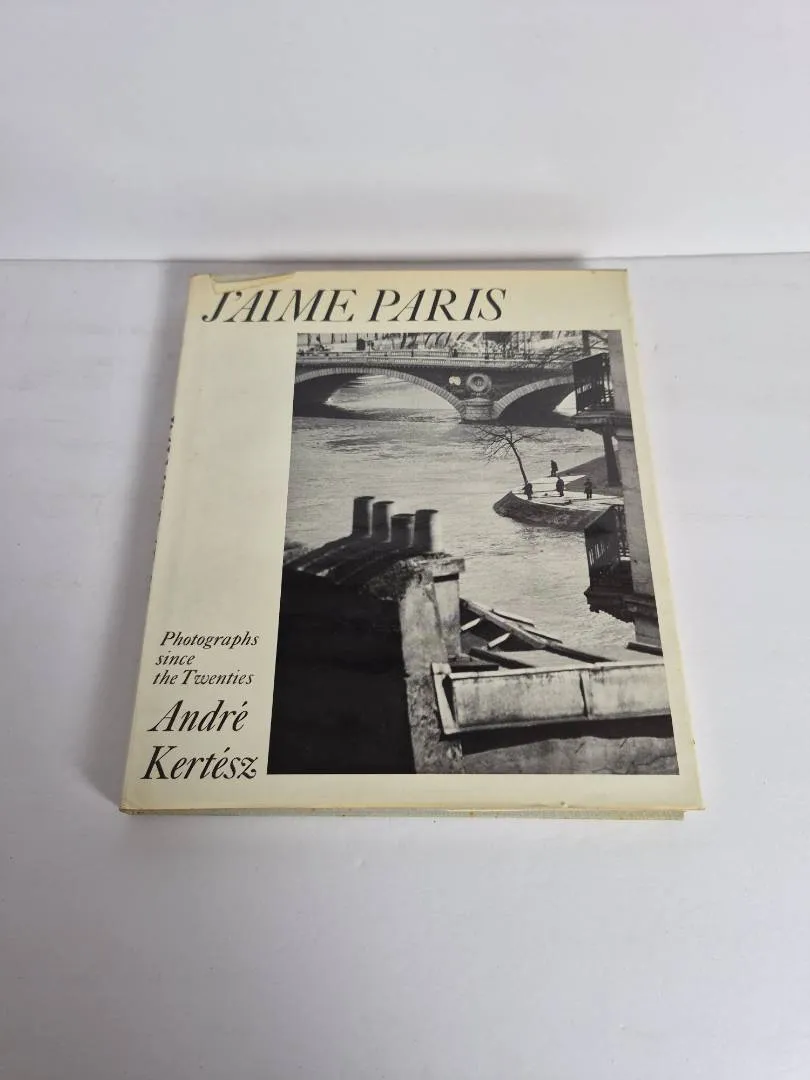 J'AIME PARIS
Photographs
since
the Twenties
André
Kertész